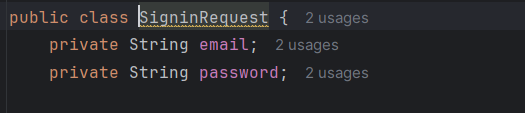 public class SigninRequest {  2 usages
    private String email;  2 usages
    private String password;  2 usages